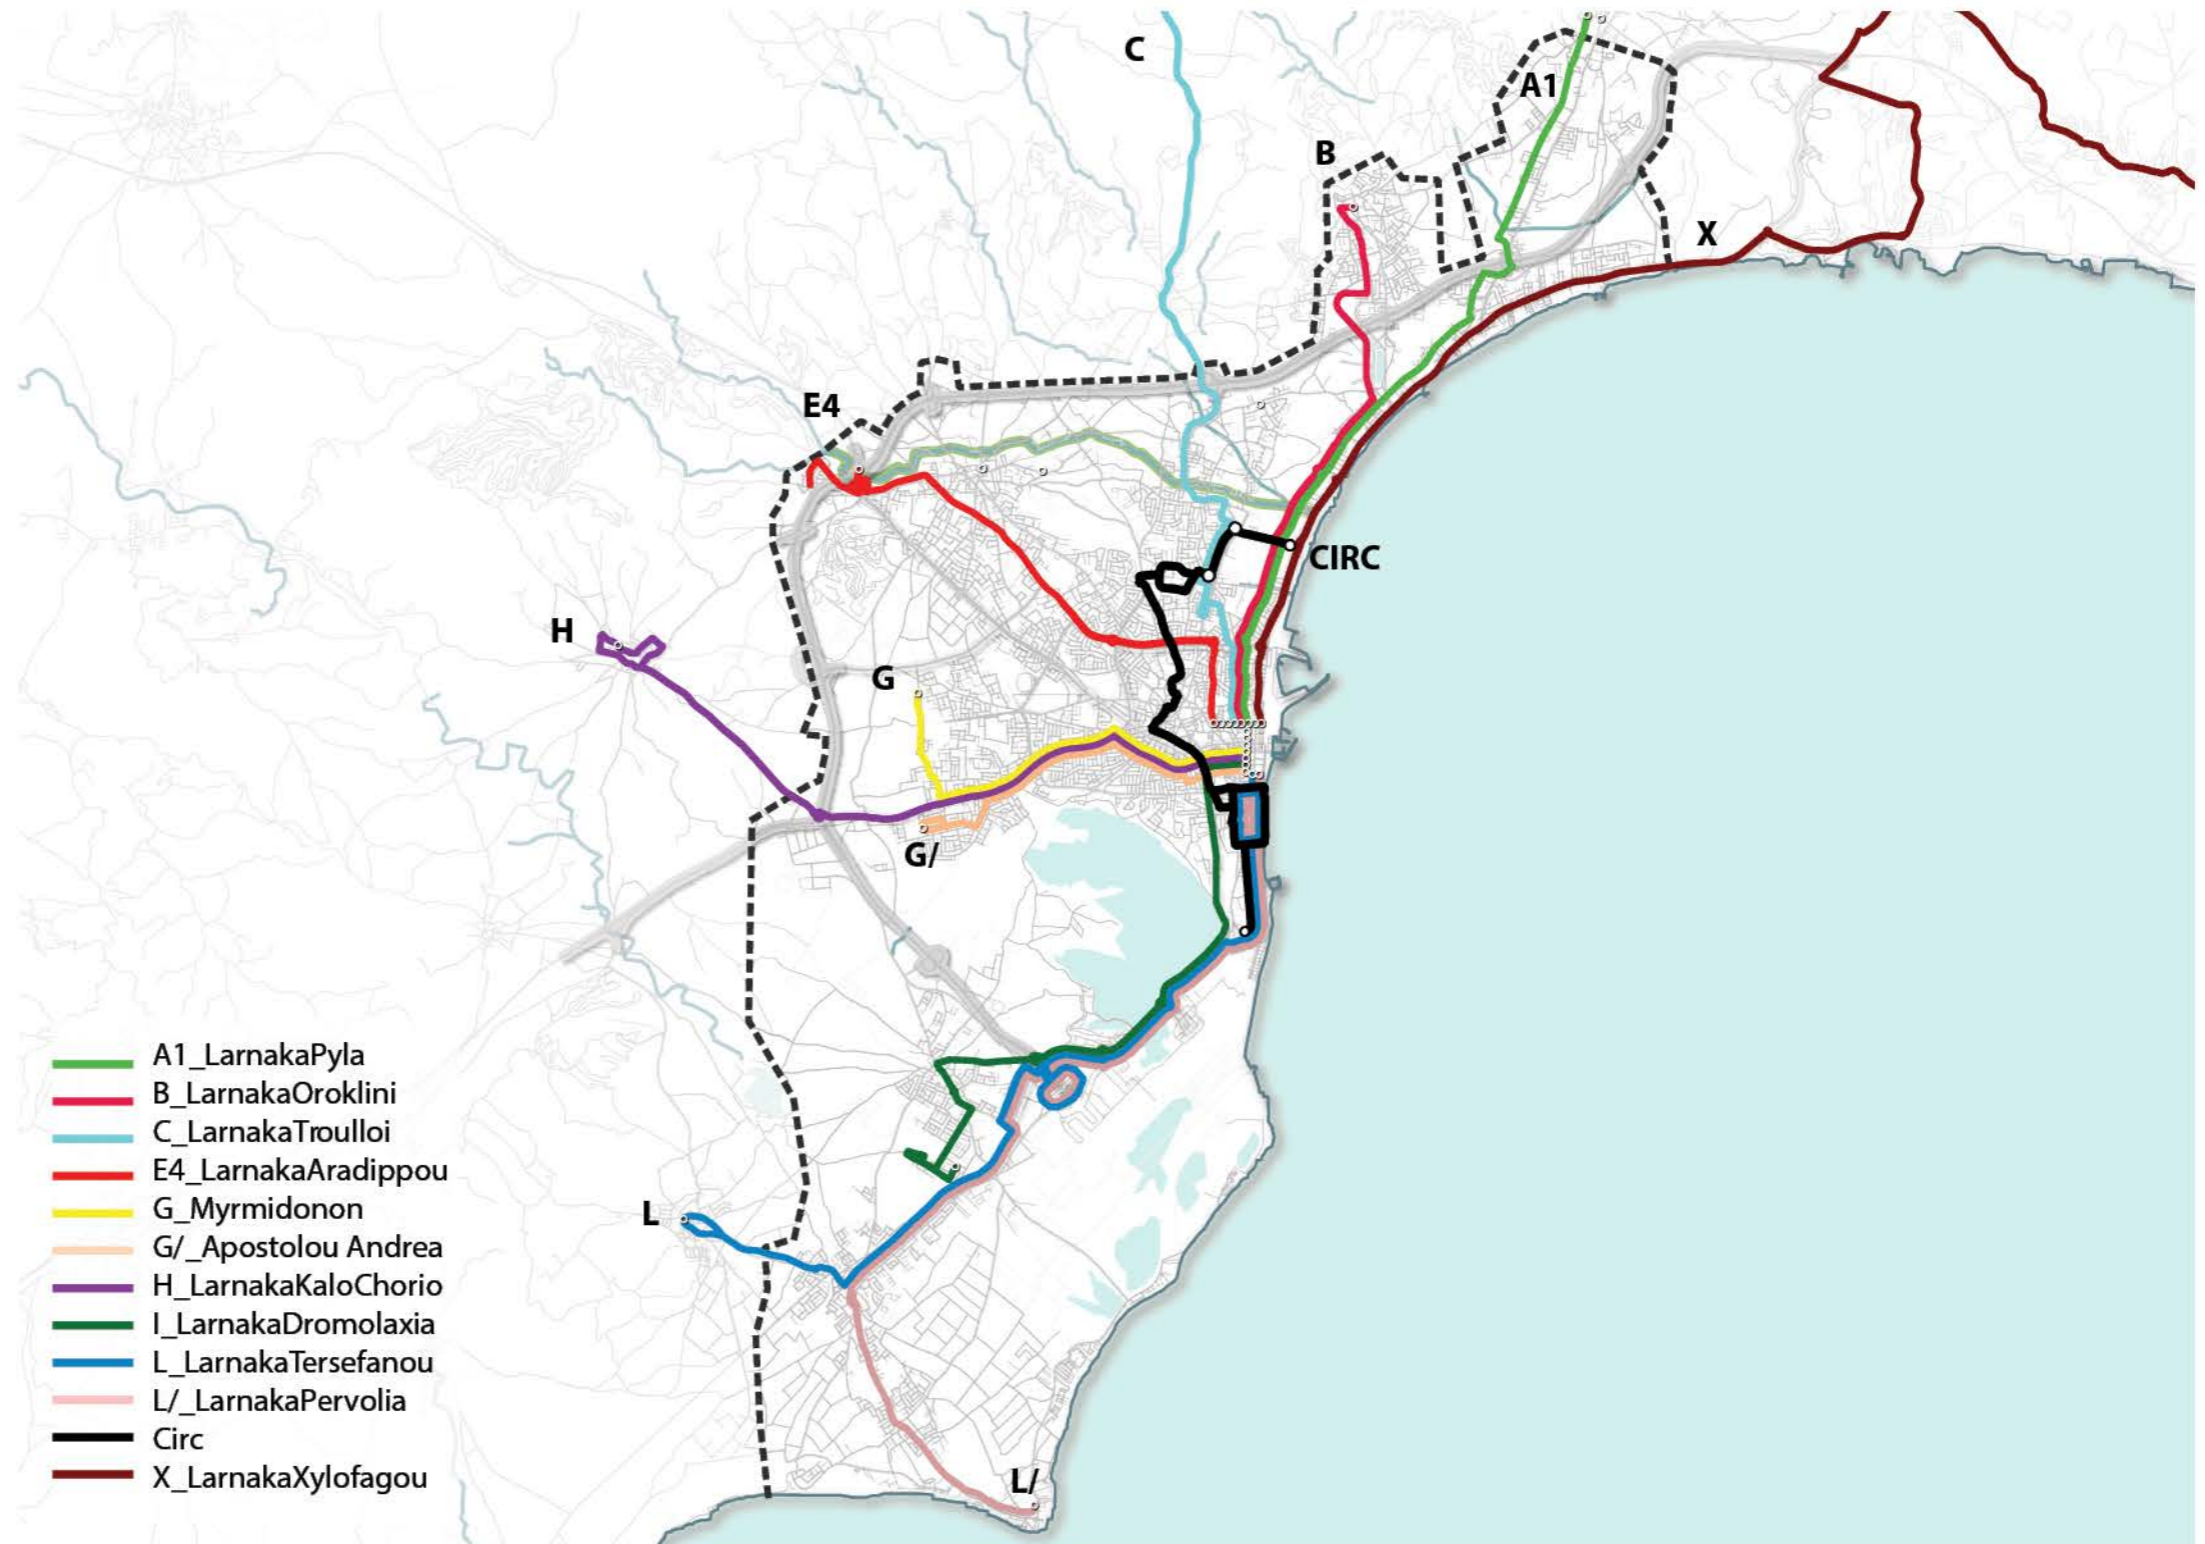 C
A1
B
X
E4
CIRC
H
G
G/
L
L/
A1_LarnakaPyla
B_LarnakaOroklini
C_LarnakaTroulloi
E4_LarnakaAradippou
G_Myrmidonon
G/_Apostolou Andrea
H_LarnakaKaloChorio
I_LarnakaDromolaxia
L_LarnakaTersefanou
L/_LarnakaPervolia
Circ
X_LarnakaXylofagou